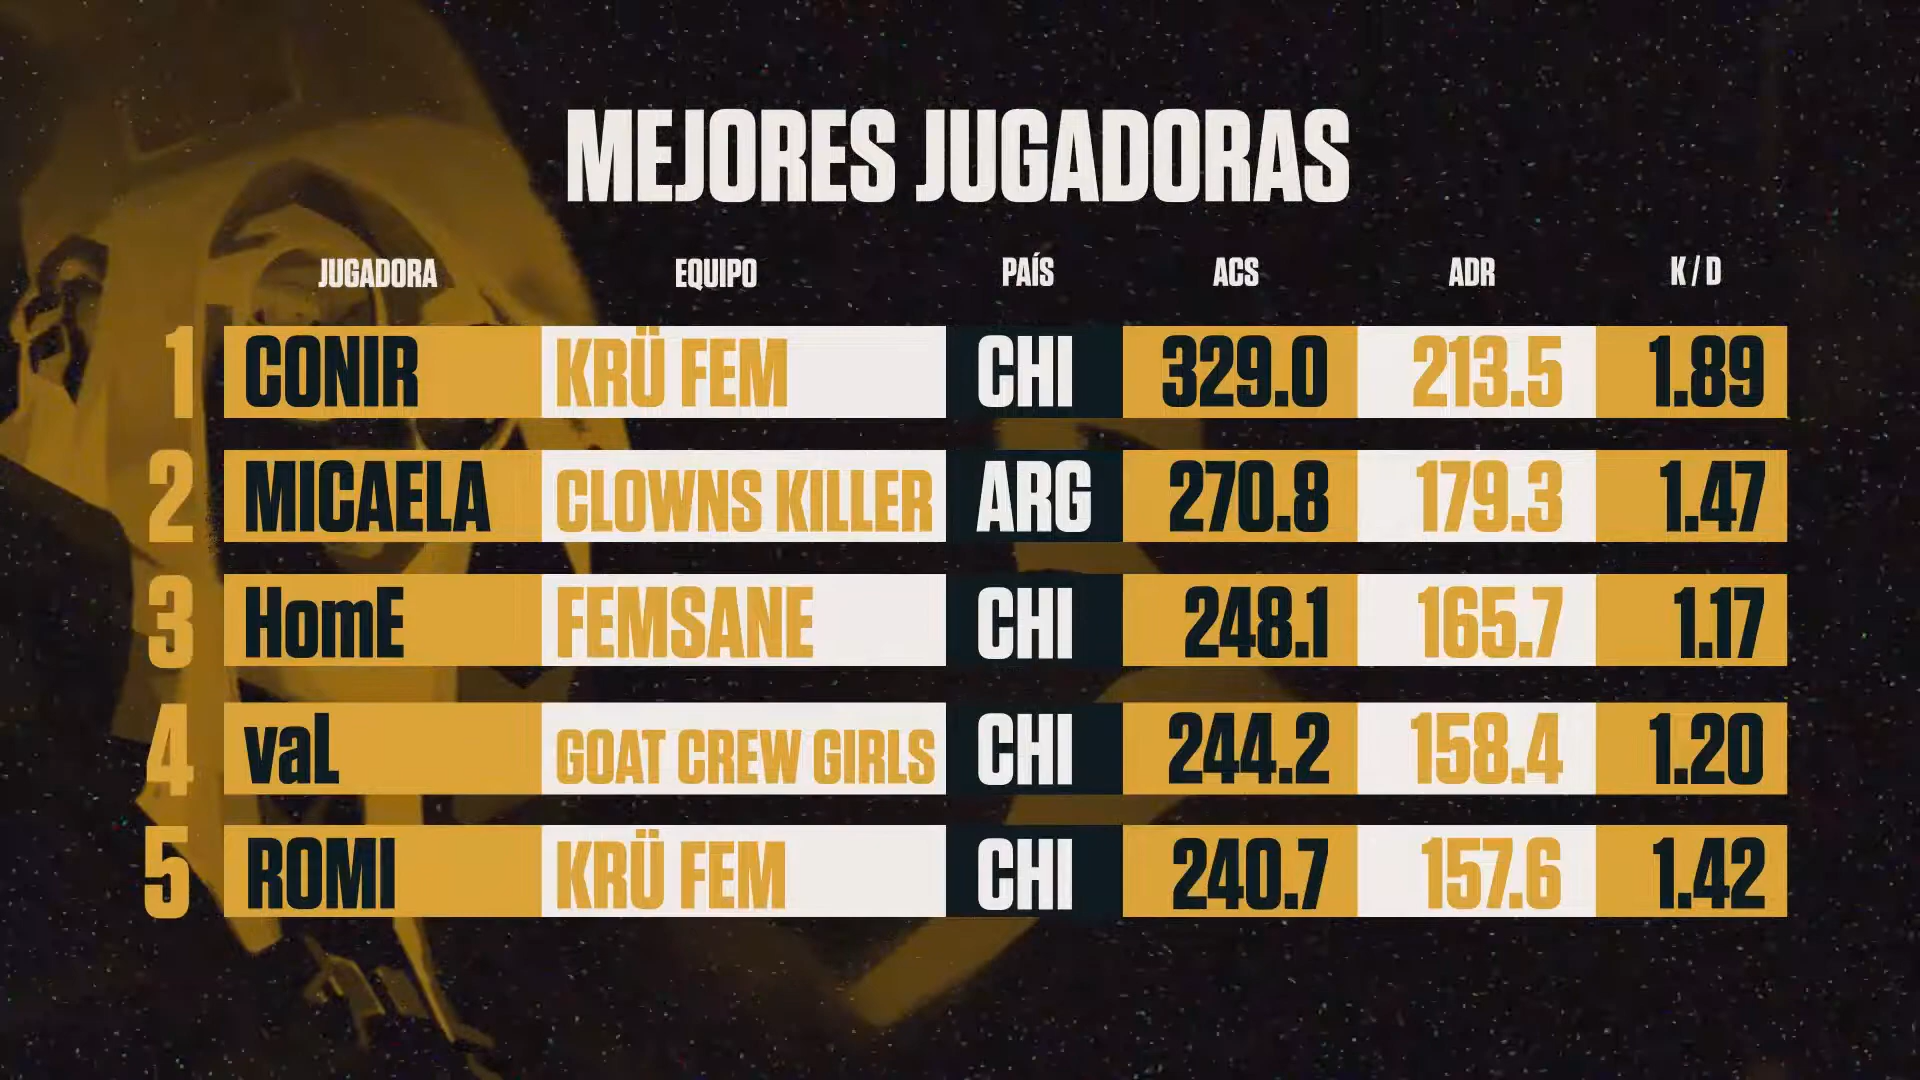 MEJORES JUGADORAS
JUGADORA EQUIPO PAÍS ACS ADR K / D
1 CONIR KRÜ FEM CHI 329.0 213.5 1.89
2 MICAELA CLOWNS KILLER ARG 270.8 179.3 1.47
3 HomE FEMSANE CHI 248.1 165.7 1.17
4 vaL GOAT CREW GIRLS CHI 244.2 158.4 1.20
5 ROMI KRÜ FEM CHI 240.7 157.6 1.42